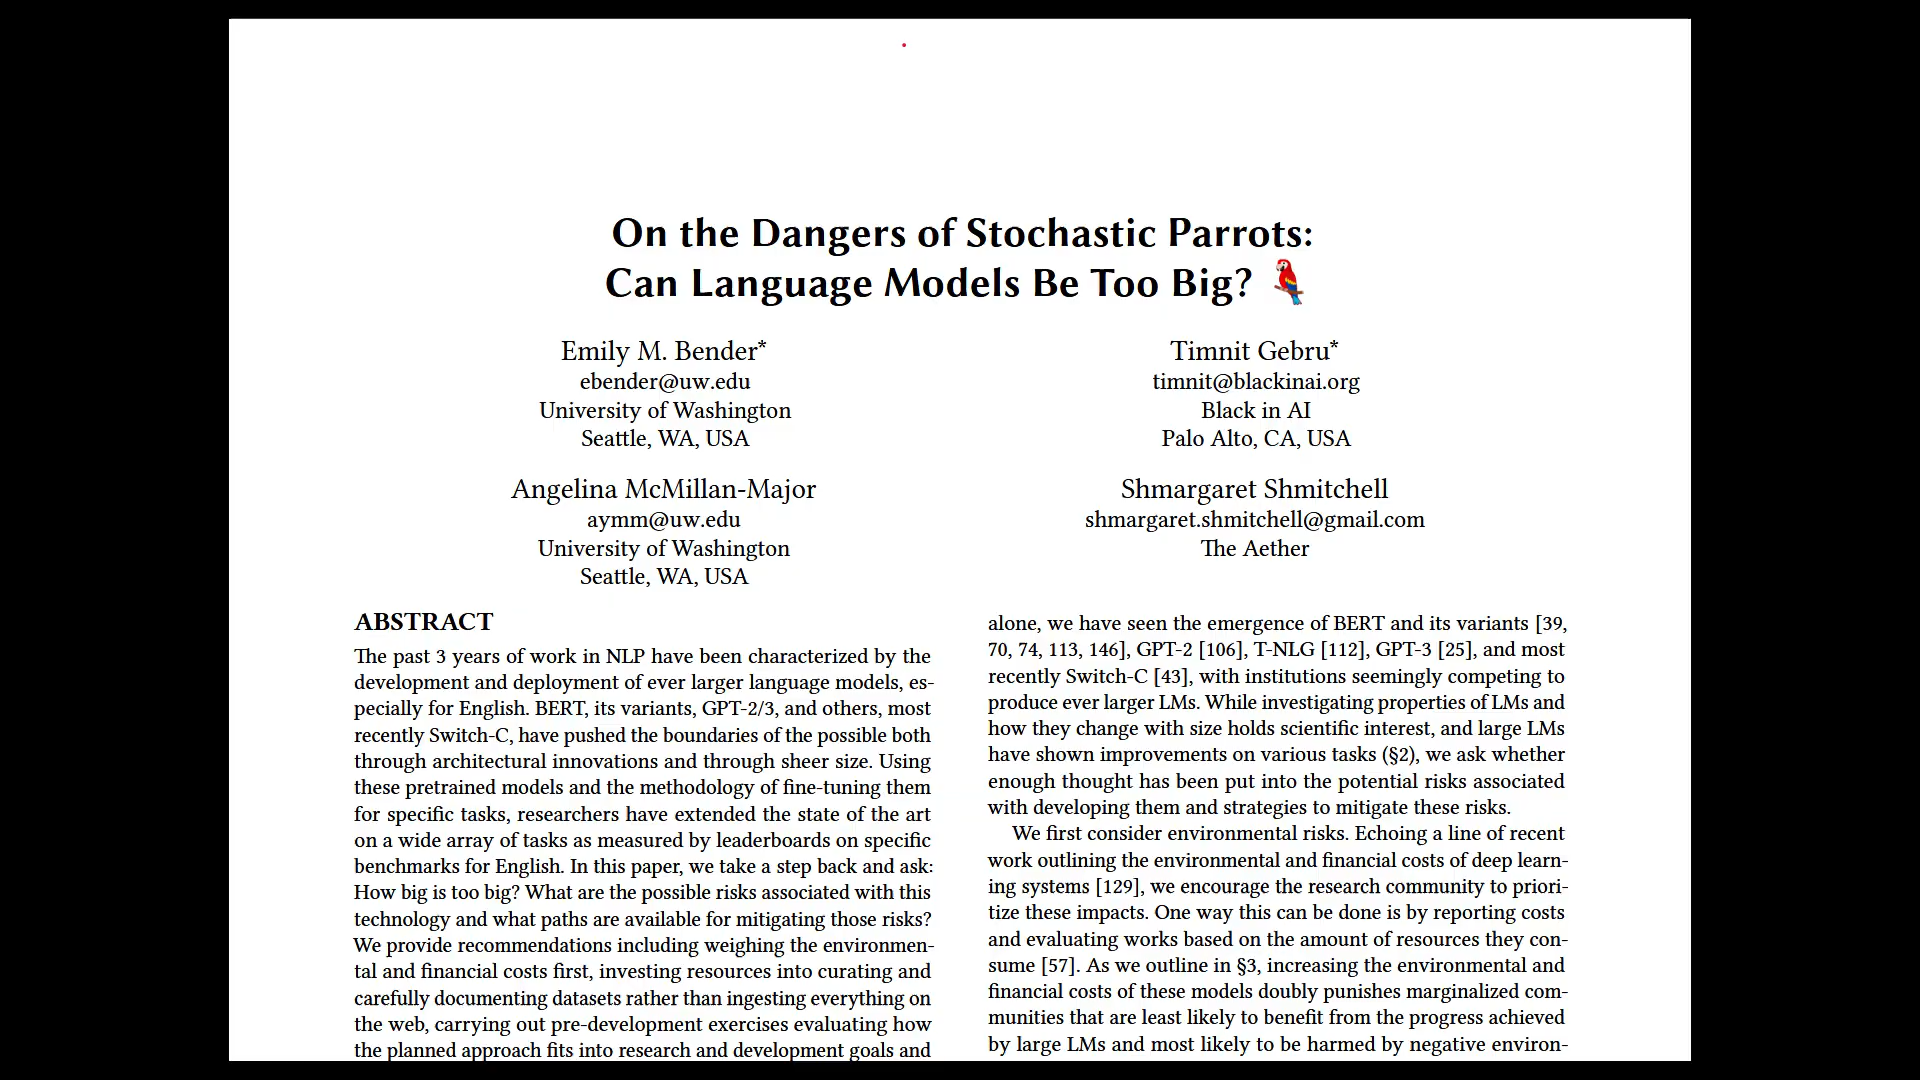 On the Dangers of Stochastic Parrots:
Can Language Models Be Too Big? 🦜
Emily M. Bender*
ebender@uw.edu
University of Washington
Seattle, WA, USA
Timnit Gebru*
timnit@blackinai.org
Black in AI
Palo Alto, CA, USA
Angelina McMillan-Major
aymm@uw.edu
University of Washington
Seattle, WA, USA
Shmargaret Shmitchell
shmargaret.shmitchell@gmail.com
The Aether
ABSTRACT
The past 3 years of work in NLP have been characterized by the
development and deployment of ever larger language models, es-
pecially for English. BERT, its variants, GPT-2/3, and others, most
recently Switch-C, have pushed the boundaries of the possible both
through architectural innovations and through sheer size. Using
these pretrained models and the methodology of fine-tuning them
for specific tasks, researchers have extended the state of the art
on a wide array of tasks as measured by leaderboards on specific
benchmarks for English. In this paper, we take a step back and ask:
How big is too big? What are the possible risks associated with this
technology and what paths are available for mitigating those risks?
We provide recommendations including weighing the environmen-
tal and financial costs first, investing resources into curating and
carefully documenting datasets rather than ingesting everything on
the web, carrying out pre-development exercises evaluating how
the planned approach fits into research and development goals and
alone, we have seen the emergence of BERT and its variants [39,
70, 74, 113, 146], GPT-2 [106], T-NLG [112], GPT-3 [25], and most
recently Switch-C [43], with institutions seemingly competing to
produce ever larger LMs. While investigating properties of LMs and
how they change with size holds scientific interest, and large LMs
have shown improvements on various tasks (§2), we ask whether
enough thought has been put into the potential risks associated
with developing them and strategies to mitigate these risks.
We first consider environmental risks. Echoing a line of recent
work outlining the environmental and financial costs of deep learn-
ing systems [129], we encourage the research community to priori-
tize these impacts. One way this can be done is by reporting costs
and evaluating works based on the amount of resources they con-
sume [57]. As we outline in §3, increasing the environmental and
financial costs of these models doubly punishes marginalized com-
munities that are least likely to benefit from the progress achieved
by large LMs and most likely to be harmed by negative environ-